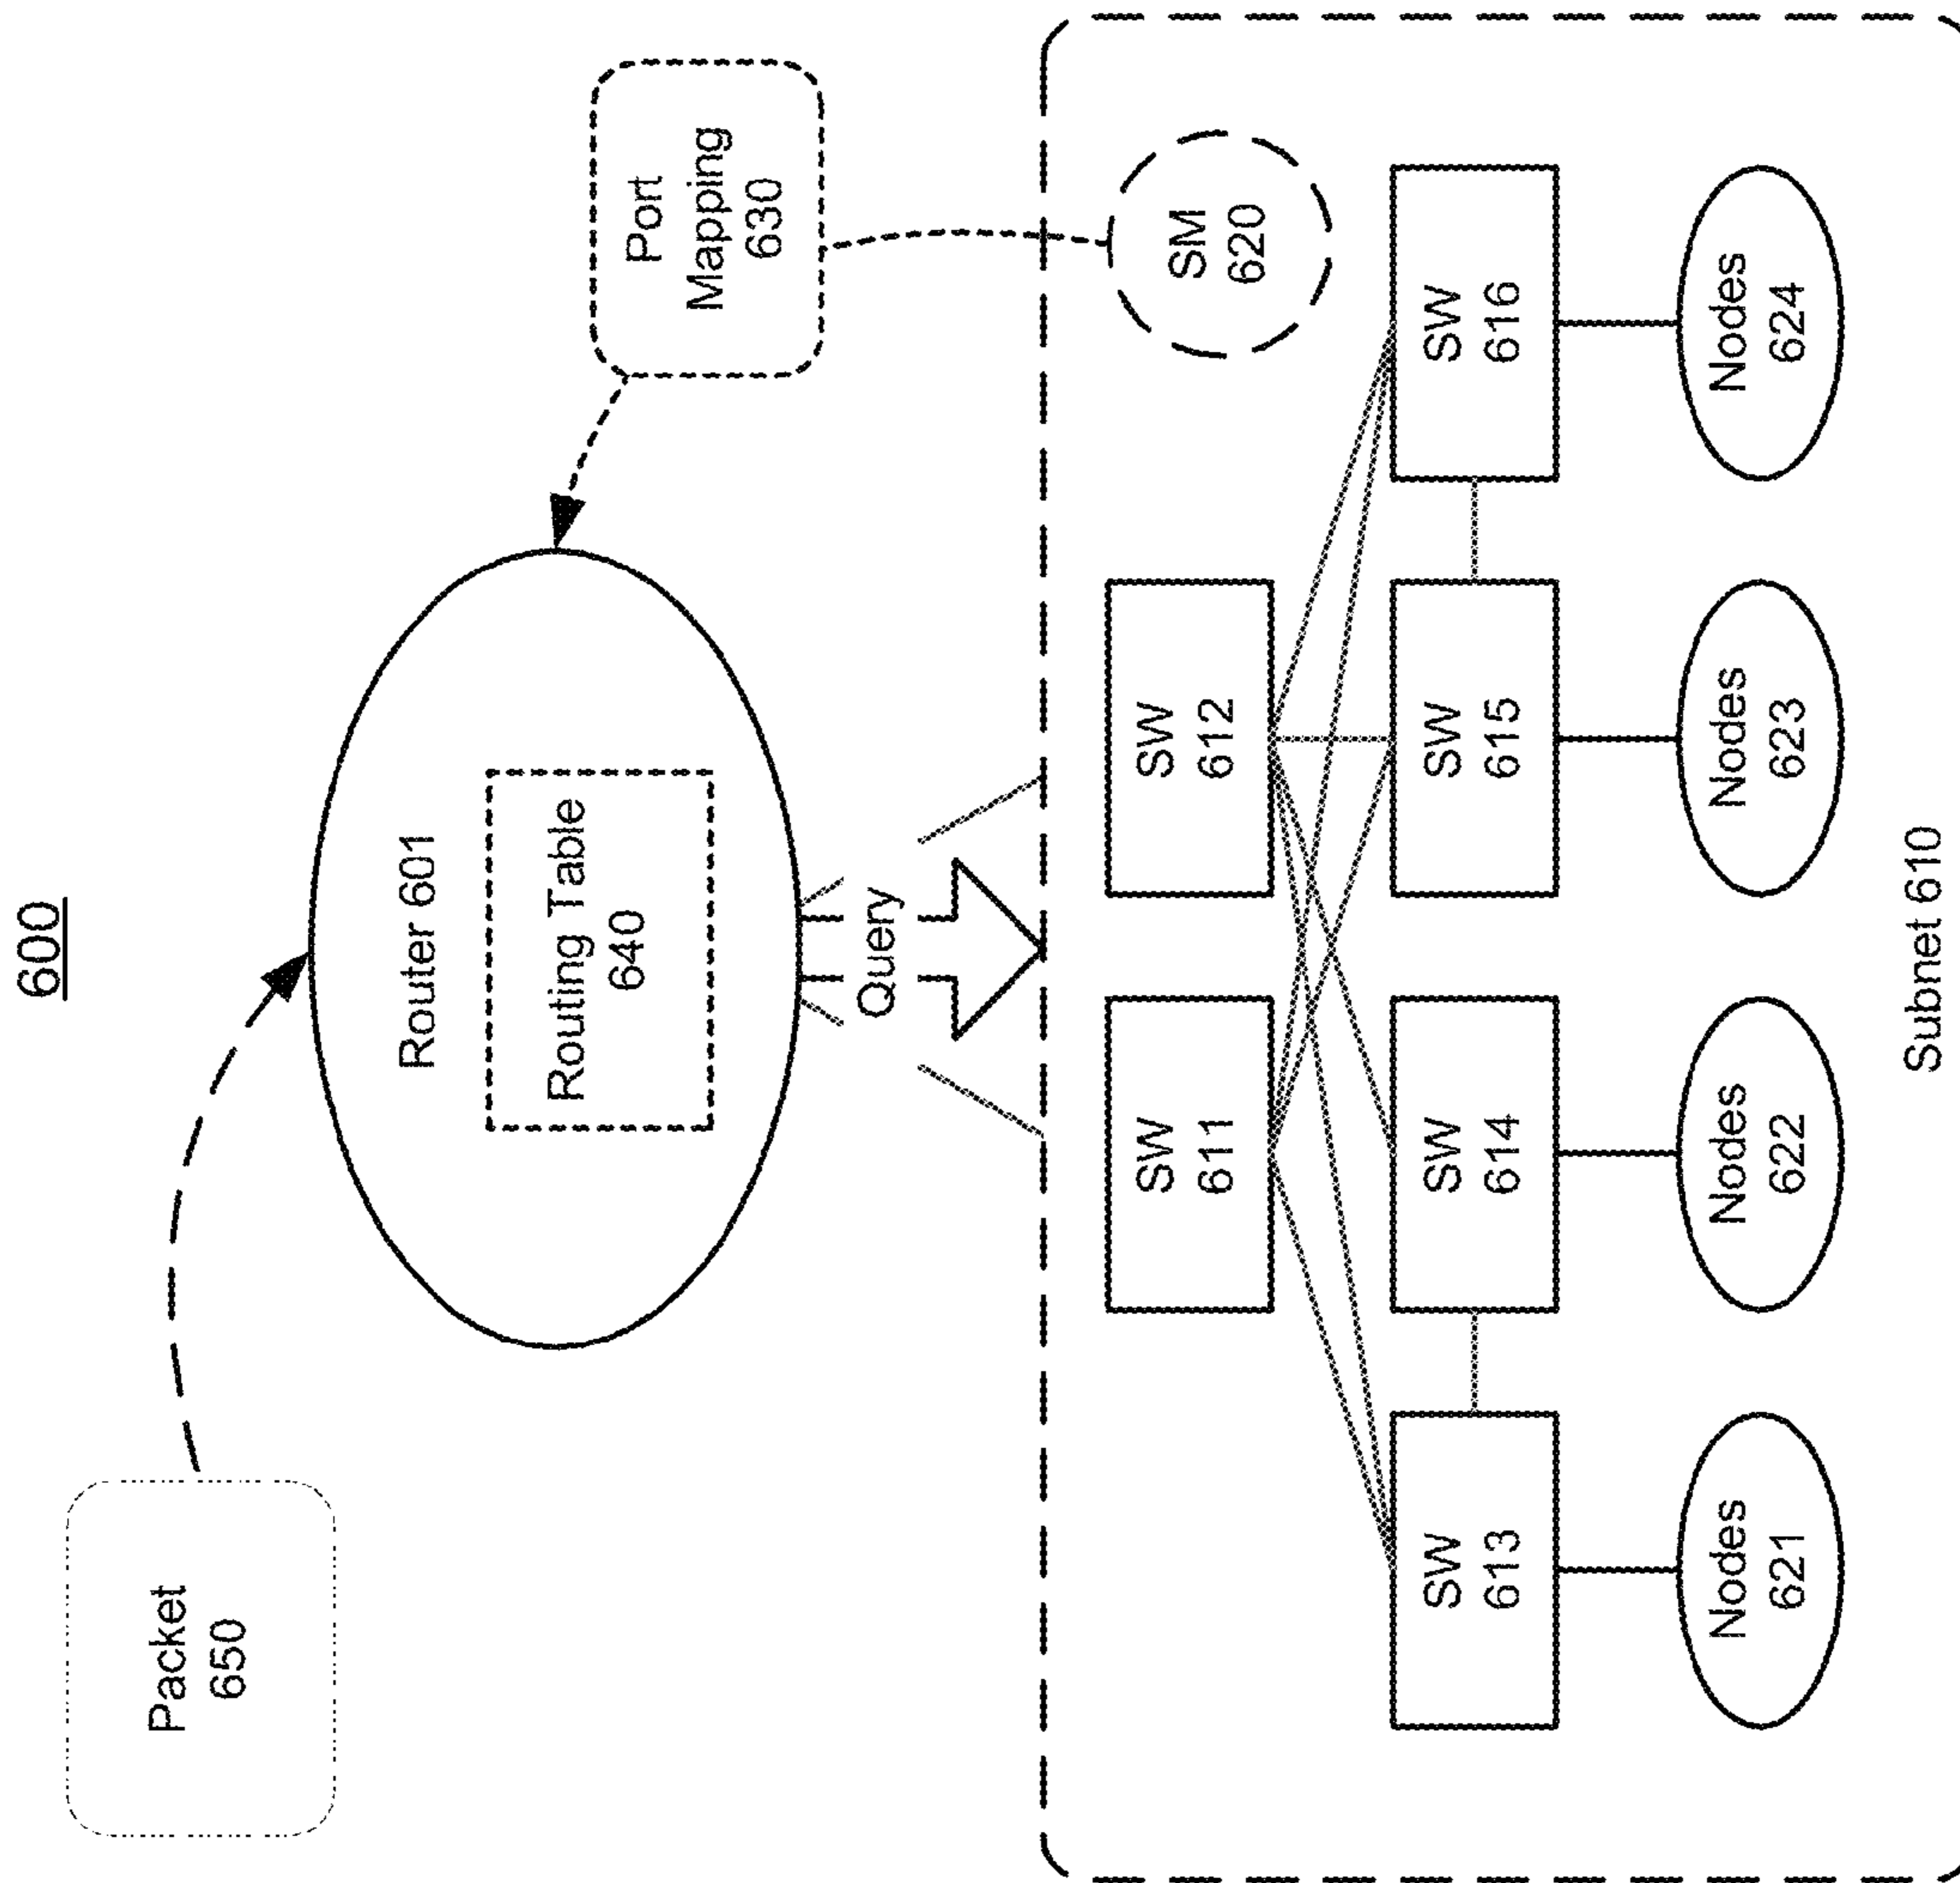 600
Packet
650
Router 601
Routing Table
640
Port
Mapping
630
Query
SW
611
SW
612
SM
620
SW
613
SW
614
SW
615
SW
616
Nodes
621
Nodes
622
Nodes
623
Nodes
624
Subnet 610